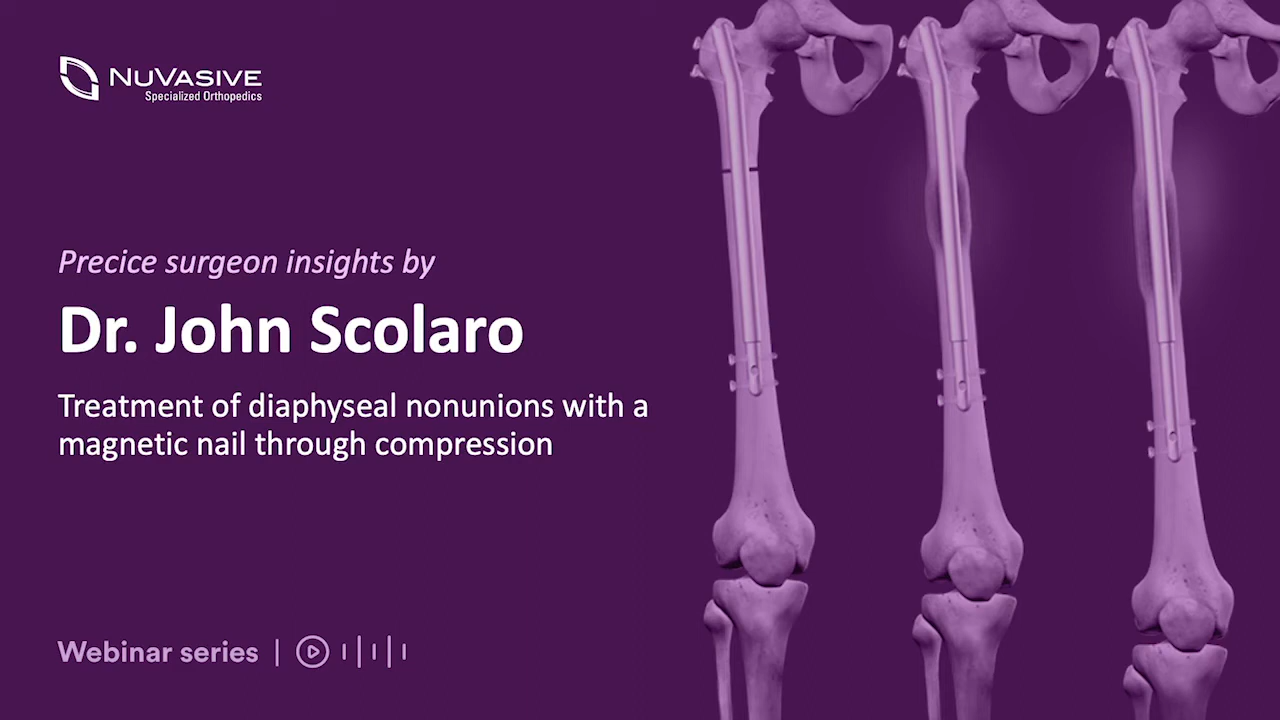 NUVASIVE
Specialized Orthopedics
Precice surgeon insights by
Dr. John Scolaro
Treatment of diaphyseal nonunions with a
magnetic nail through compression
Webinar series |